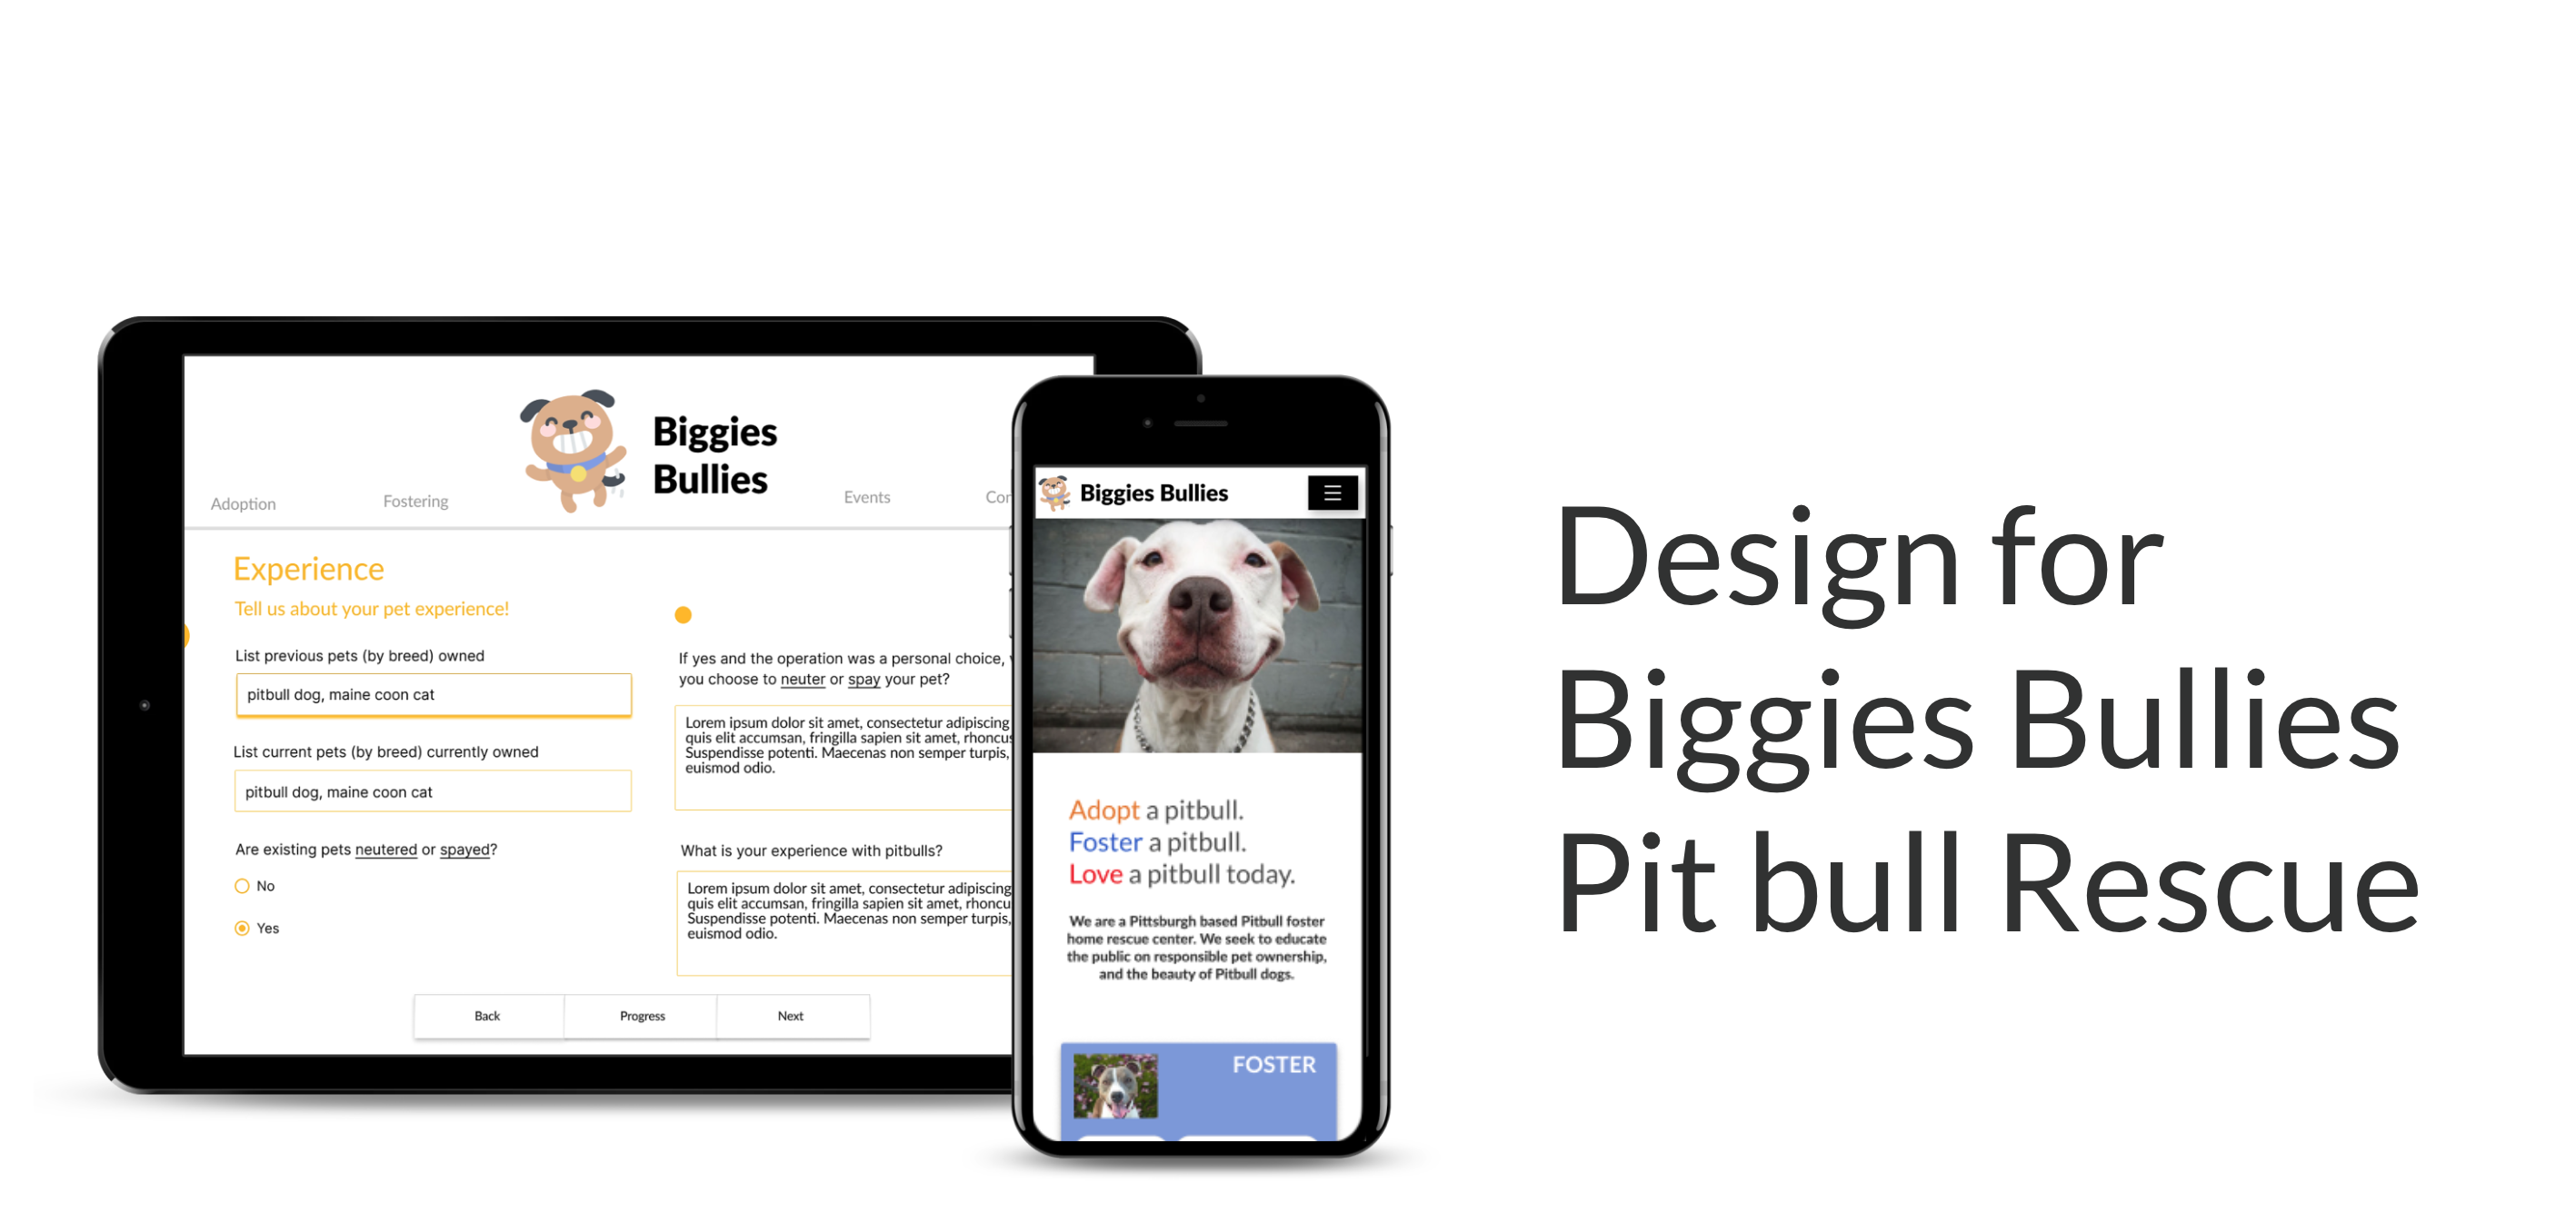 Biggies
Bullies
Adoption
Fostering
Events
Experience
Tell us about your pet experience!
List previous pets (by breed) owned
pitbull dog, maine coon cat
List current pets (by breed) currently owned
pitbull dog, maine coon cat
Are existing pets neutered or spayed?
No
Yes
If yes and the operation was a personal choice,
you choose to neuter or spay your pet?
Lorem ipsum dolor sit amet, consectetur adipiscing
quis elit accumsan, fringilla sapien sit amet, rhoncus
Suspendisse potenti. Maecenas non semper turpis,
euismod odio.
What is your experience with pitbulls?
Lorem ipsum dolor sit amet, consectetur adipiscing
quis elit accumsan, fringilla sapien sit amet,
Suspendisse potenti. Maecenas non semper turpis,
euismod odio.
Back
Progress
Next
Biggies Bullies
Adopt a pitbull.
Foster a pitbull.
Love a pitbull today.
We are a Pittsburgh based Pitbull foster
home rescue center. We seek to educate
the public on responsible pet ownership,
and the beauty of Pitbull dogs.
FOSTER
Design for
Biggies Bullies
Pit bull Rescue